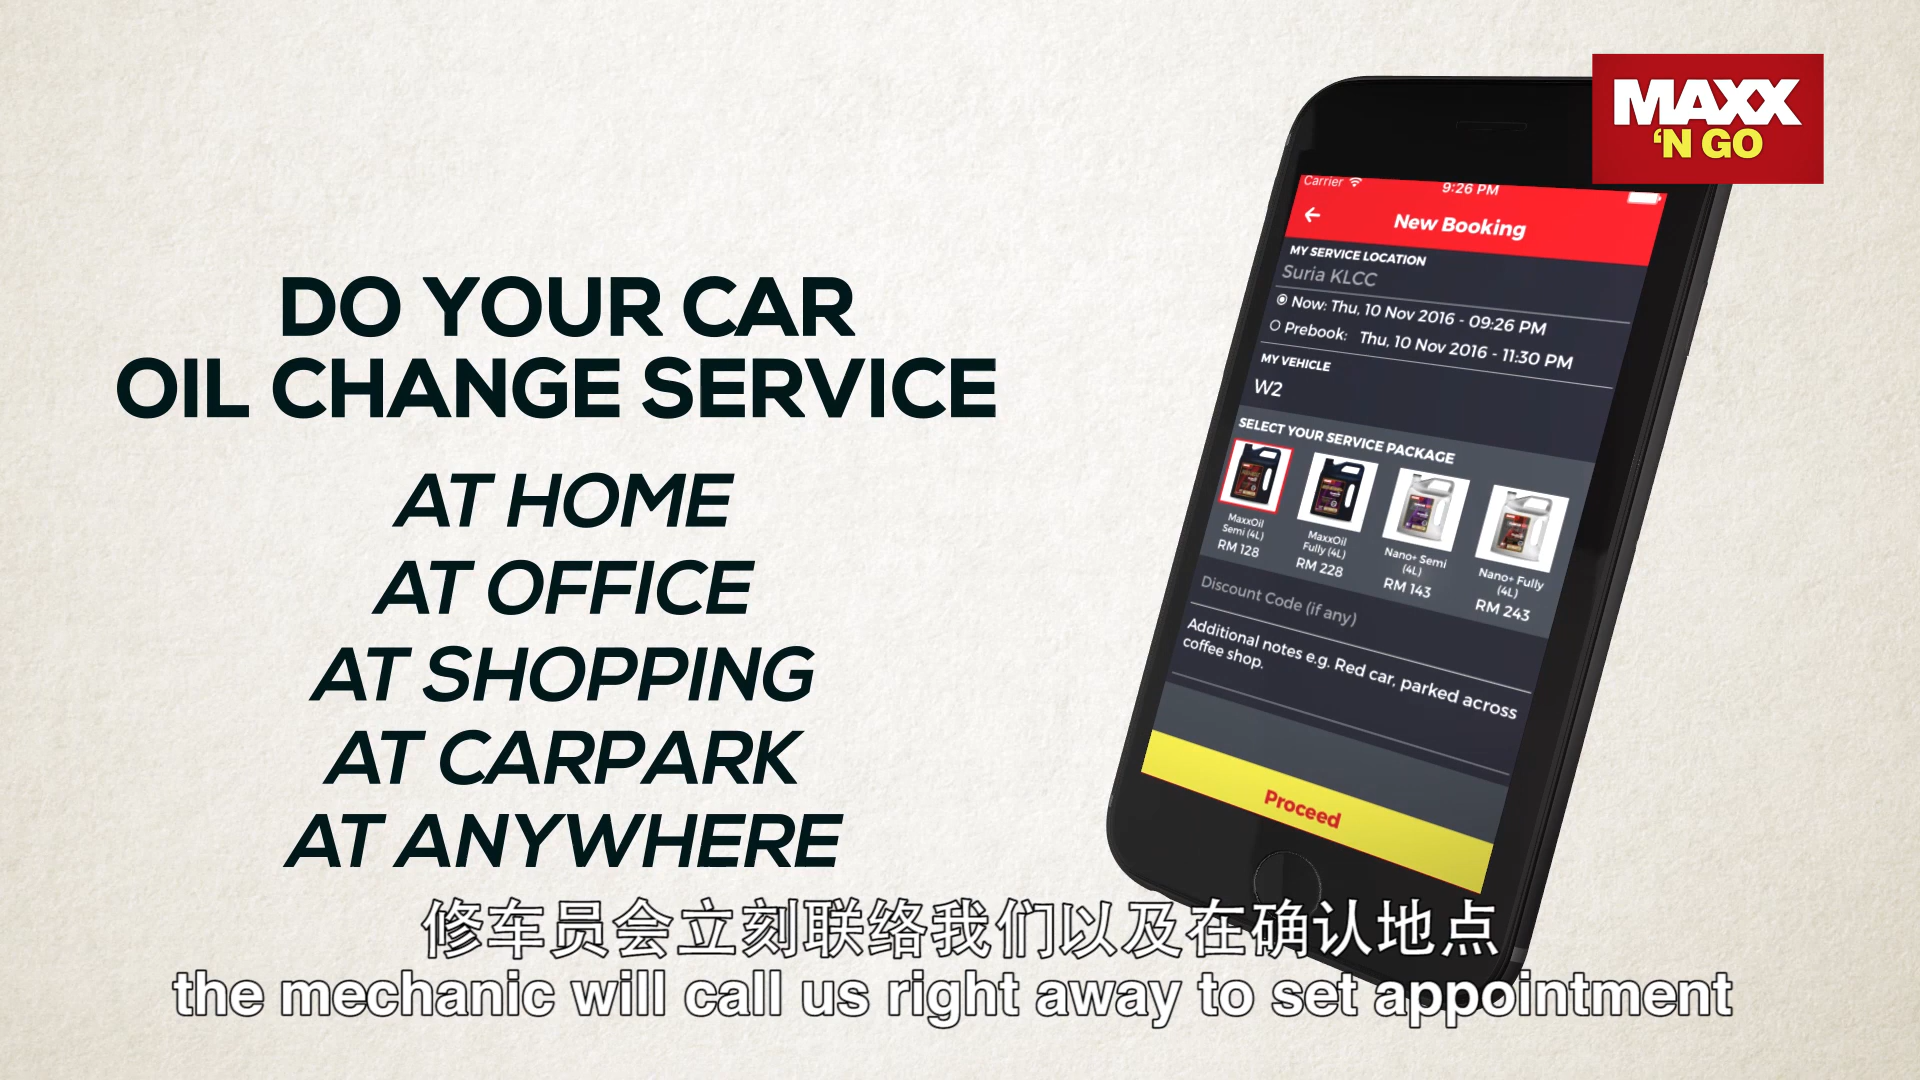 MAXX
'N GO
DO YOUR CAR
OIL CHANGE SERVICE
AT HOME
AT OFFICE
AT SHOPPING
AT CARPARK
AT ANYWHERE
Carrier
9:26 PM
New Booking
MY SERVICE LOCATION
Suria KLCC
Now: Thu, 10 Nov 2016 - 09:26 PM
Prebook: Thu, 10 Nov 2016 - 11:30 PM
MY VEHICLE
W2
SELECT YOUR SERVICE PACKAGE
MaxxOil
Semi (4L)
RM 128
MaxxOil
Fully (4L)
RM 228
Nano+ Semi
(4L)
RM 143
Nano+ Fully
(4L)
RM 243
Discount Code (if any)
Additional notes e.g. Red car, parked across
coffee shop.
Proceed
修车员会立刻联络我们以及在确认地点
the mechanic will call us right away to set appointment